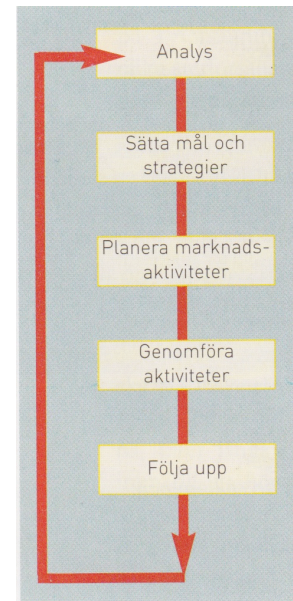 Analys
Sätta mål och
strategier
Planera marknads-
aktiviteter
Genomföra
aktiviteter
Följa upp